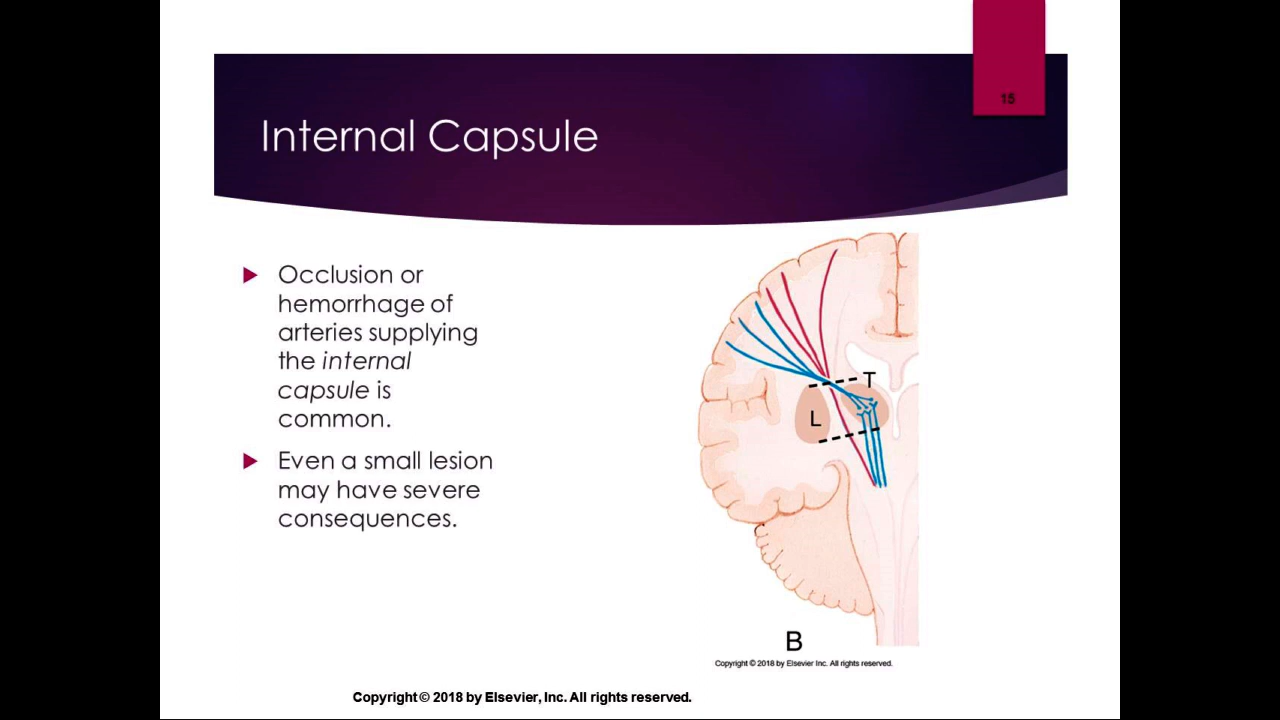 15
Internal Capsule
Occlusion or
hemorrhage of
arteries supplying
the internal
capsule is
common.
Even a small lesion
may have severe
consequences.
T
L
B
Copyright © 2018 by Elsevier Inc. All rights reserved.
Copyright © 2018 by Elsevier, Inc. All rights reserved.